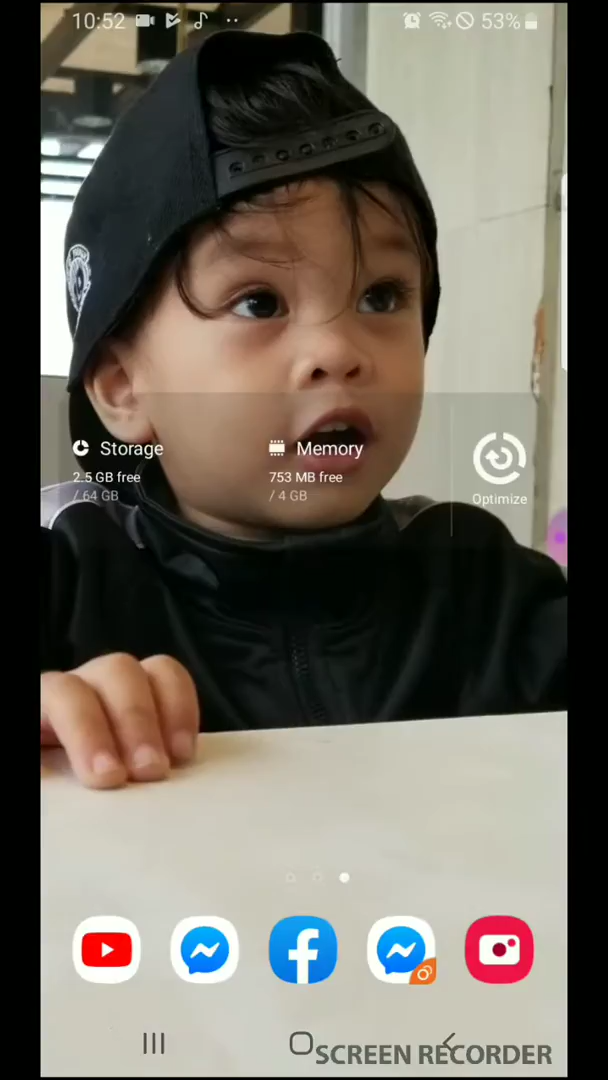 10:52 53%
Storage Memory
2.5 GB free 753 MB free
/ 64 GB / 4 GB
Optimize
SCREEN RECORDER